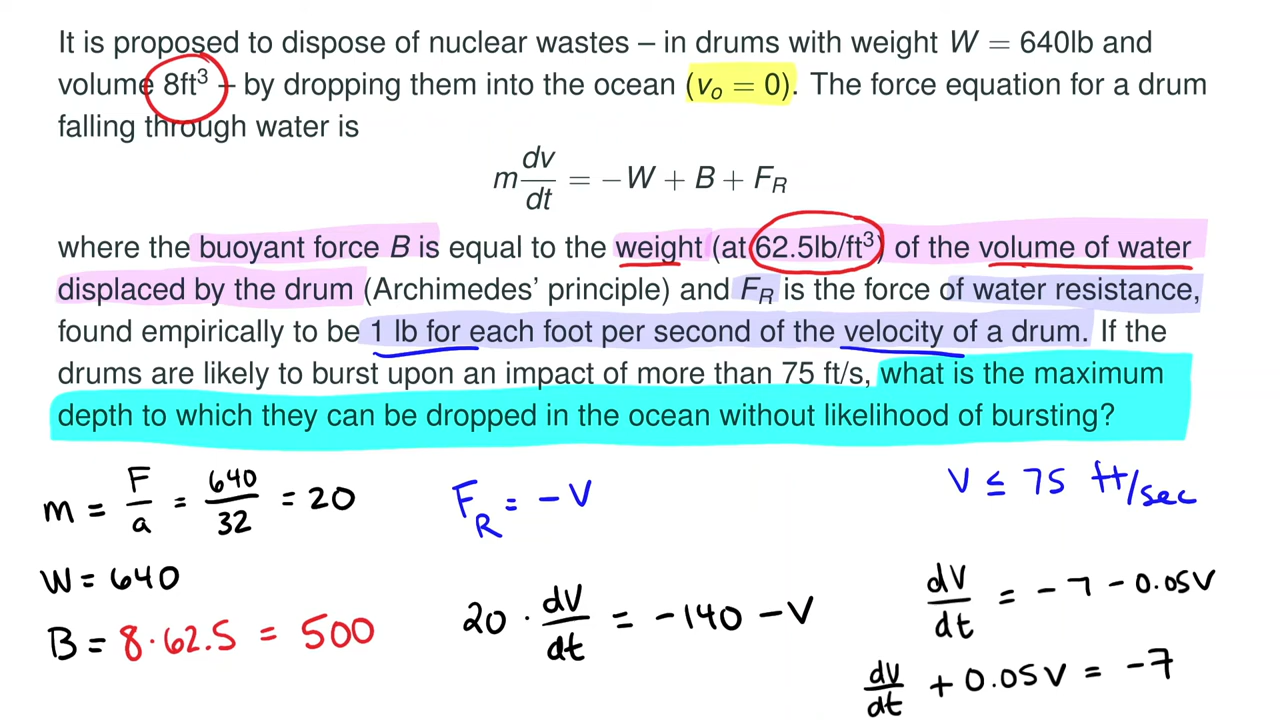 It is proposed to dispose of nuclear wastes – in drums with weight W = 640lb and
volume 8ft³ – by dropping them into the ocean (vₒ = 0). The force equation for a drum
falling through water is
m dv/dt = −W + B + F_R
where the buoyant force B is equal to the weight (at 62.5lb/ft³) of the volume of water
displaced by the drum (Archimedes' principle) and F_R is the force of water resistance,
found empirically to be 1 lb for each foot per second of the velocity of a drum. If the
drums are likely to burst upon an impact of more than 75 ft/s, what is the maximum
depth to which they can be dropped in the ocean without likelihood of bursting?
m = F/a = 640/32 = 20
F_R = −V
V ≤ 75 ft/sec
W = 640
20 · dV/dt = −140 − V
dV/dt = −7 − 0.05V
B = 8·62.5 = 500
dV/dt + 0.05V = −7